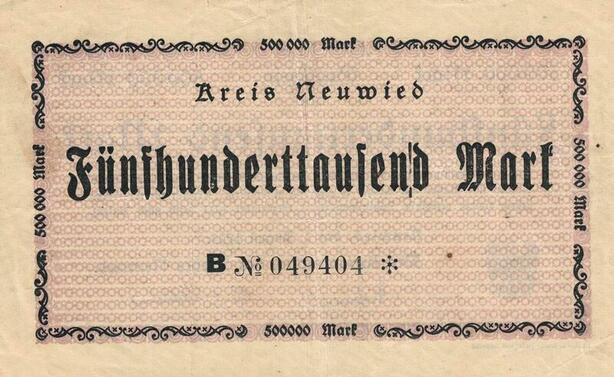 500 000 Mark
Kreis Neuwied
Fünfhunderttausend Mark
500 000 Mark
500 000 Mark
B № 049404 *
500000 Mark